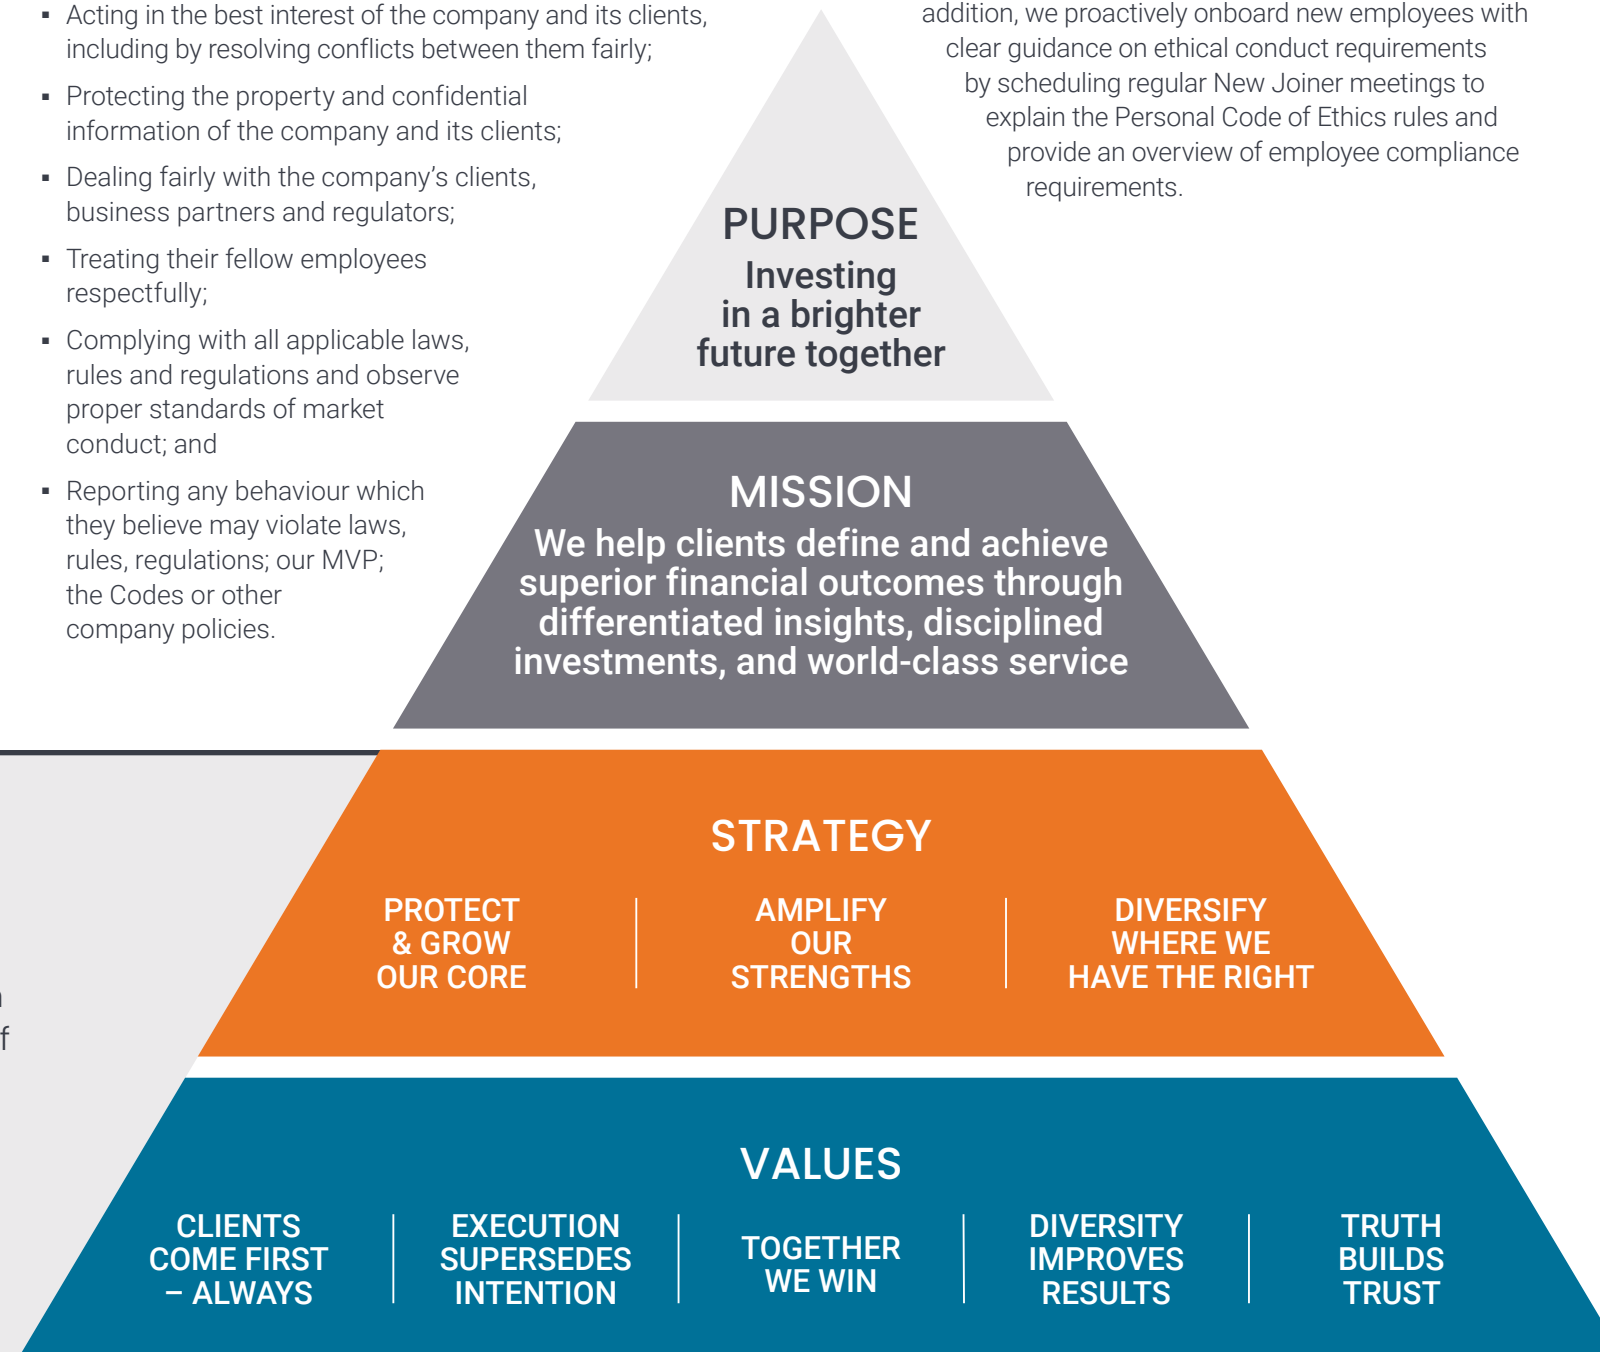 ▪ Acting in the best interest of the company and its clients,
including by resolving conflicts between them fairly;
▪ Protecting the property and confidential
information of the company and its clients;
▪ Dealing fairly with the company’s clients,
business partners and regulators;
▪ Treating their fellow employees
respectfully;
▪ Complying with all applicable laws,
rules and regulations and observe
proper standards of market
conduct; and
▪ Reporting any behaviour which
they believe may violate laws,
rules, regulations; our MVP;
the Codes or other
company policies.
addition, we proactively onboard new employees with
clear guidance on ethical conduct requirements
by scheduling regular New Joiner meetings to
explain the Personal Code of Ethics rules and
provide an overview of employee compliance
requirements.
PURPOSE
Investing
in a brighter
future together
MISSION
We help clients define and achieve
superior financial outcomes through
differentiated insights, disciplined
investments, and world-class service
STRATEGY
PROTECT
& GROW
OUR CORE
AMPLIFY
OUR
STRENGTHS
DIVERSIFY
WHERE WE
HAVE THE RIGHT
VALUES
CLIENTS
COME FIRST
– ALWAYS
EXECUTION
SUPERSEDES
INTENTION
TOGETHER
WE WIN
DIVERSITY
IMPROVES
RESULTS
TRUTH
BUILDS
TRUST